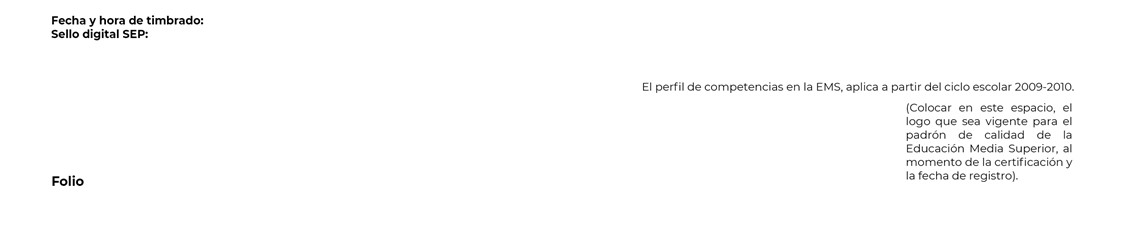 Fecha y hora de timbrado:
Sello digital SEP:
El perfil de competencias en la EMS, aplica a partir del ciclo escolar 2009-2010.
(Colocar en este espacio, el
logo que sea vigente para el
padrón de calidad de la
Educación Media Superior, al
momento de la certificación y
la fecha de registro).
Folio